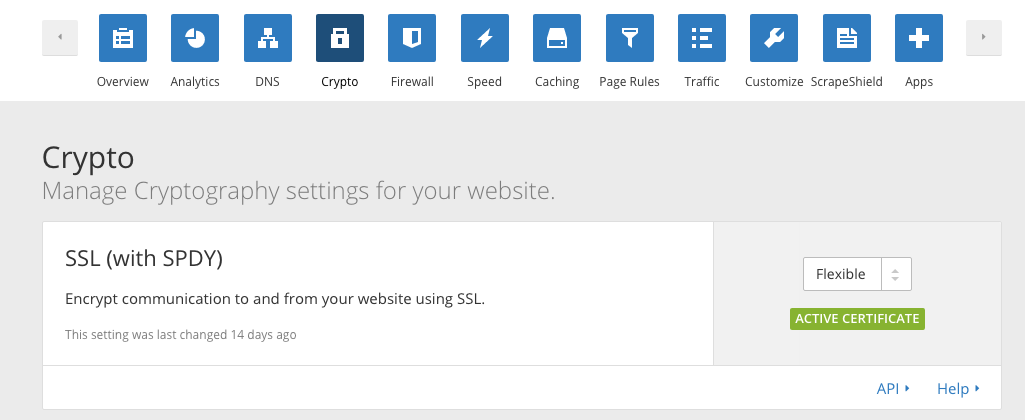 Overview Analytics DNS Crypto Firewall Speed Caching Page Rules Traffic Customize ScrapeShield Apps
Crypto
Manage Cryptography settings for your website.
SSL (with SPDY)
Encrypt communication to and from your website using SSL.
This setting was last changed 14 days ago
Flexible
ACTIVE CERTIFICATE
API Help